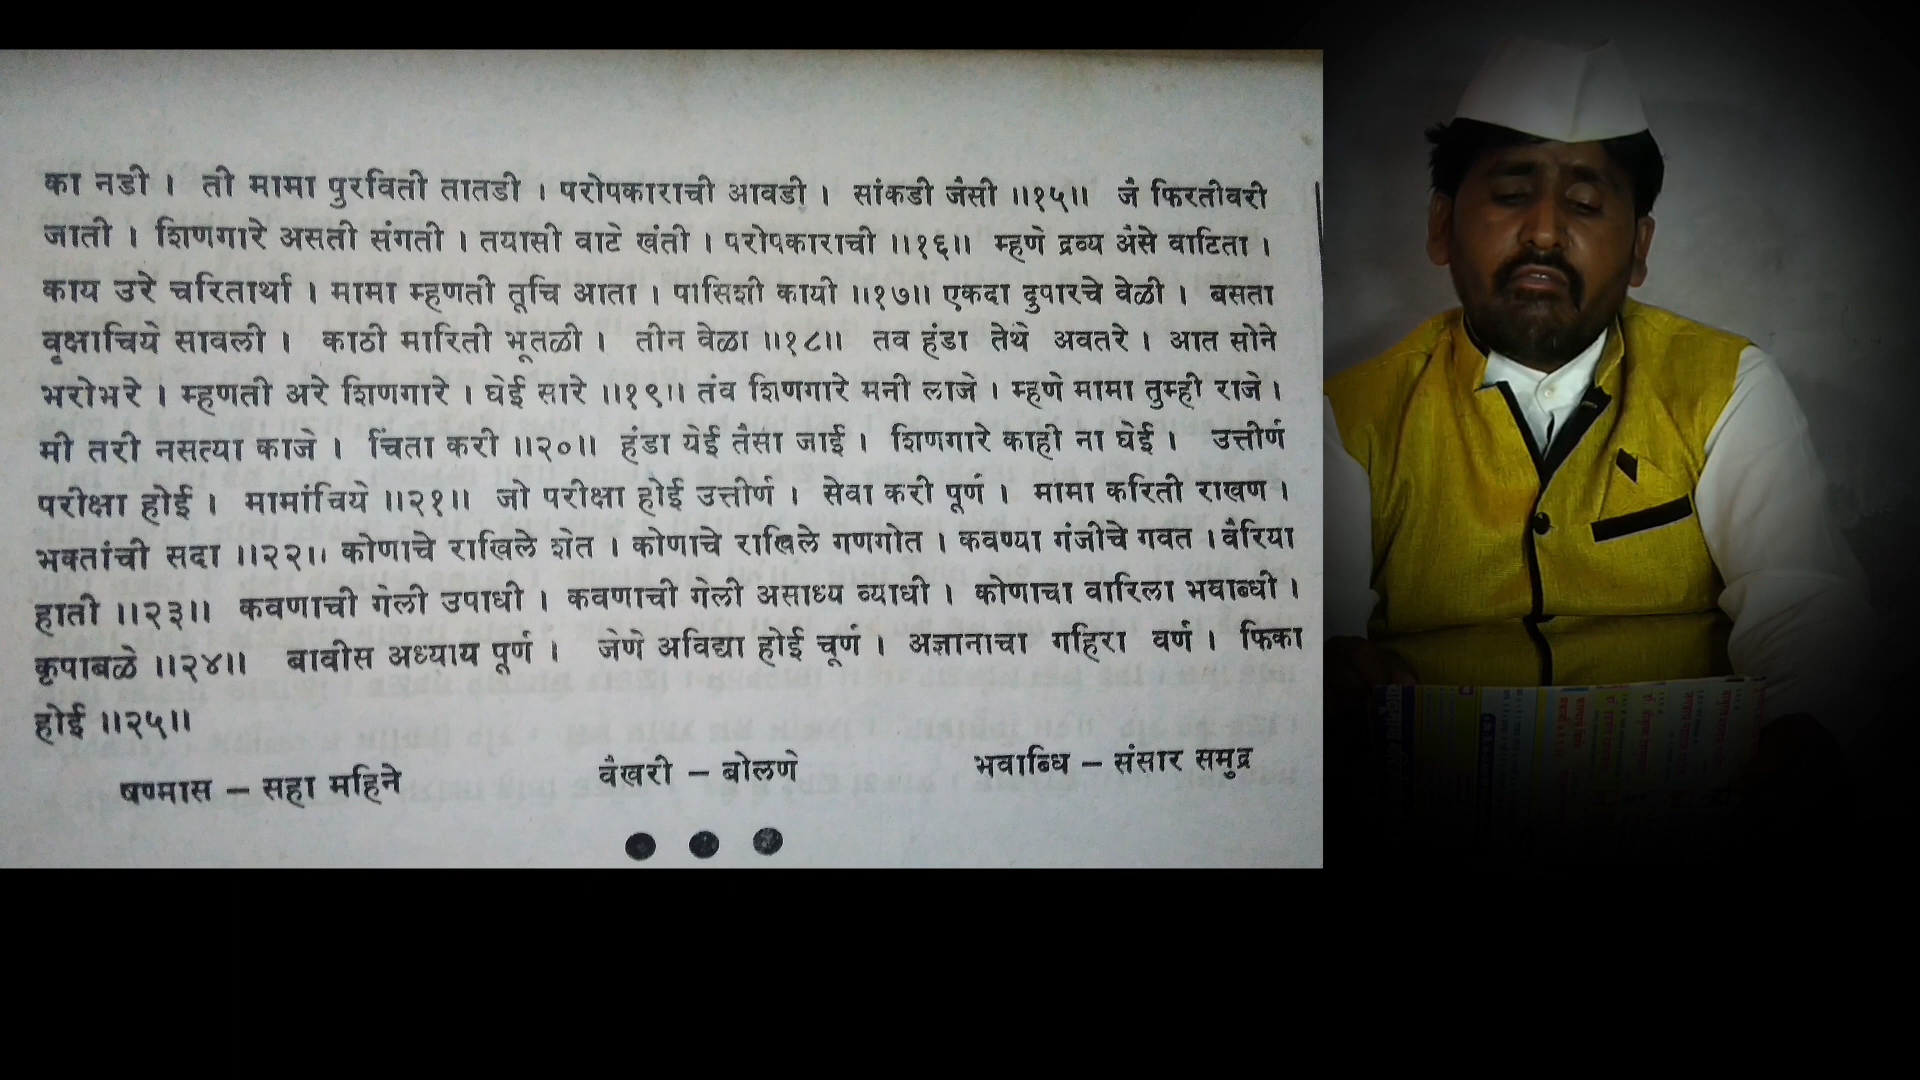 का नडी । ती मामा पुरविती तातडी । परोपकाराची आवडी । सांकडी जैसी ॥१५॥ जै फिरतीवरी
जाती । शिणगारे असती संगती । तयासी वाटे खंती । परोपकाराची ॥१६॥ म्हणे द्रव्य अैसे वाटिता ।
काय उरे चरितार्था । मामा म्हणती तूचि आता । पासिशी कायी ॥१७॥ एकदा दुपारचे वेळी । बसता
वृक्षाचिये सावली । काठी मारिती भूतळी । तीन वेळा ॥१८॥ तव हंडा तेथे अवतरे । आत सोने
भरोभरे । म्हणती अरे शिणगारे । घेई सारे ॥१९॥ तंव शिणगारे मनी लाजे । म्हणे मामा तुम्ही राजे ।
मी तरी नसत्या काजे । चिंता करी ॥२०॥ हंडा येई तैसा जाई । शिणगारे काही ना घेई । उत्तीर्ण
परीक्षा होई । मामांचिये ॥२१॥ जो परीक्षा होई उत्तीर्ण । सेवा करी पूर्ण । मामा करिती राखण ।
भक्तांची सदा ॥२२॥ कोणाचे राखिले शेत । कोणाचे राखिले गणगोत । कवण्या गंजीचे गवत । वैरिया
हाती ॥२३॥ कवणाची गेली उपाधी । कवणाची गेली असाध्य व्याधी । कोणाचा वारिला भवाब्धी ।
कृपाबळे ॥२४॥ बावीस अध्याय पूर्ण । जेणे अविद्या होई चूर्ण । अज्ञानाचा गहिरा वर्ण । फिका
होई ॥२५॥
षण्मास – सहा महिने वैखरी – बोलणे भवाब्धि – संसार समुद्र